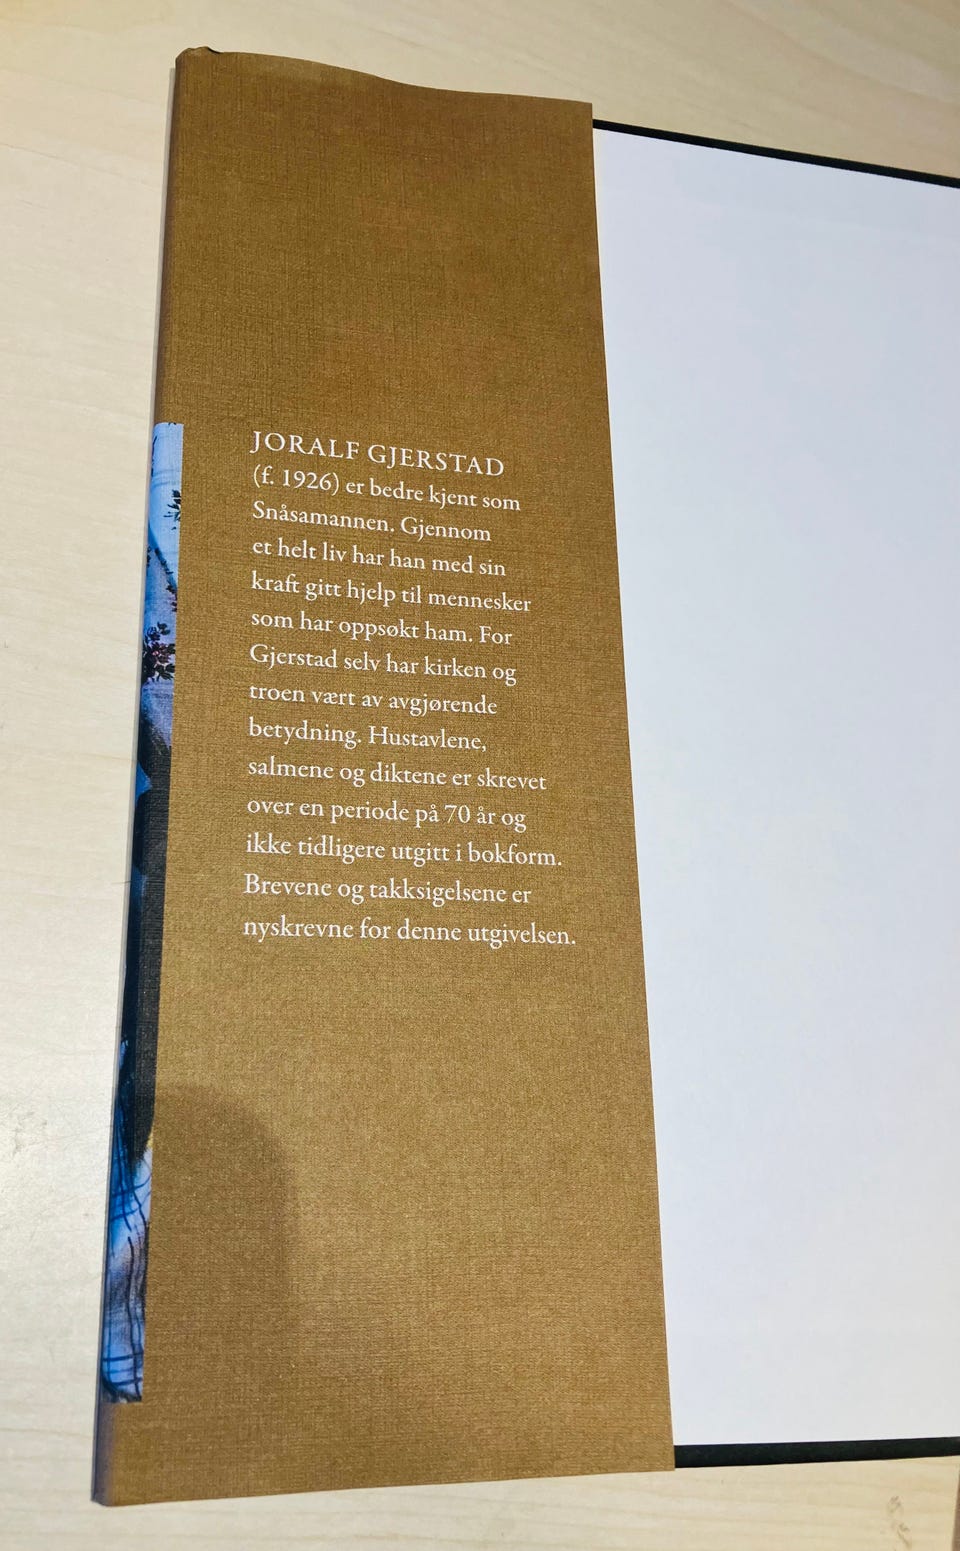 JORALF GJERSTAD
(f. 1926) er bedre kjent som
Snåsamannen. Gjennom
et helt liv har han med sin
kraft gitt hjelp til mennesker
som har oppsøkt ham. For
Gjerstad selv har kirken og
troen vært av avgjørende
betydning. Hustavlene,
salmene og diktene er skrevet
over en periode på 70 år og
ikke tidligere utgitt i bokform.
Brevene og takksigelsene er
nyskrevne for denne utgivelsen.